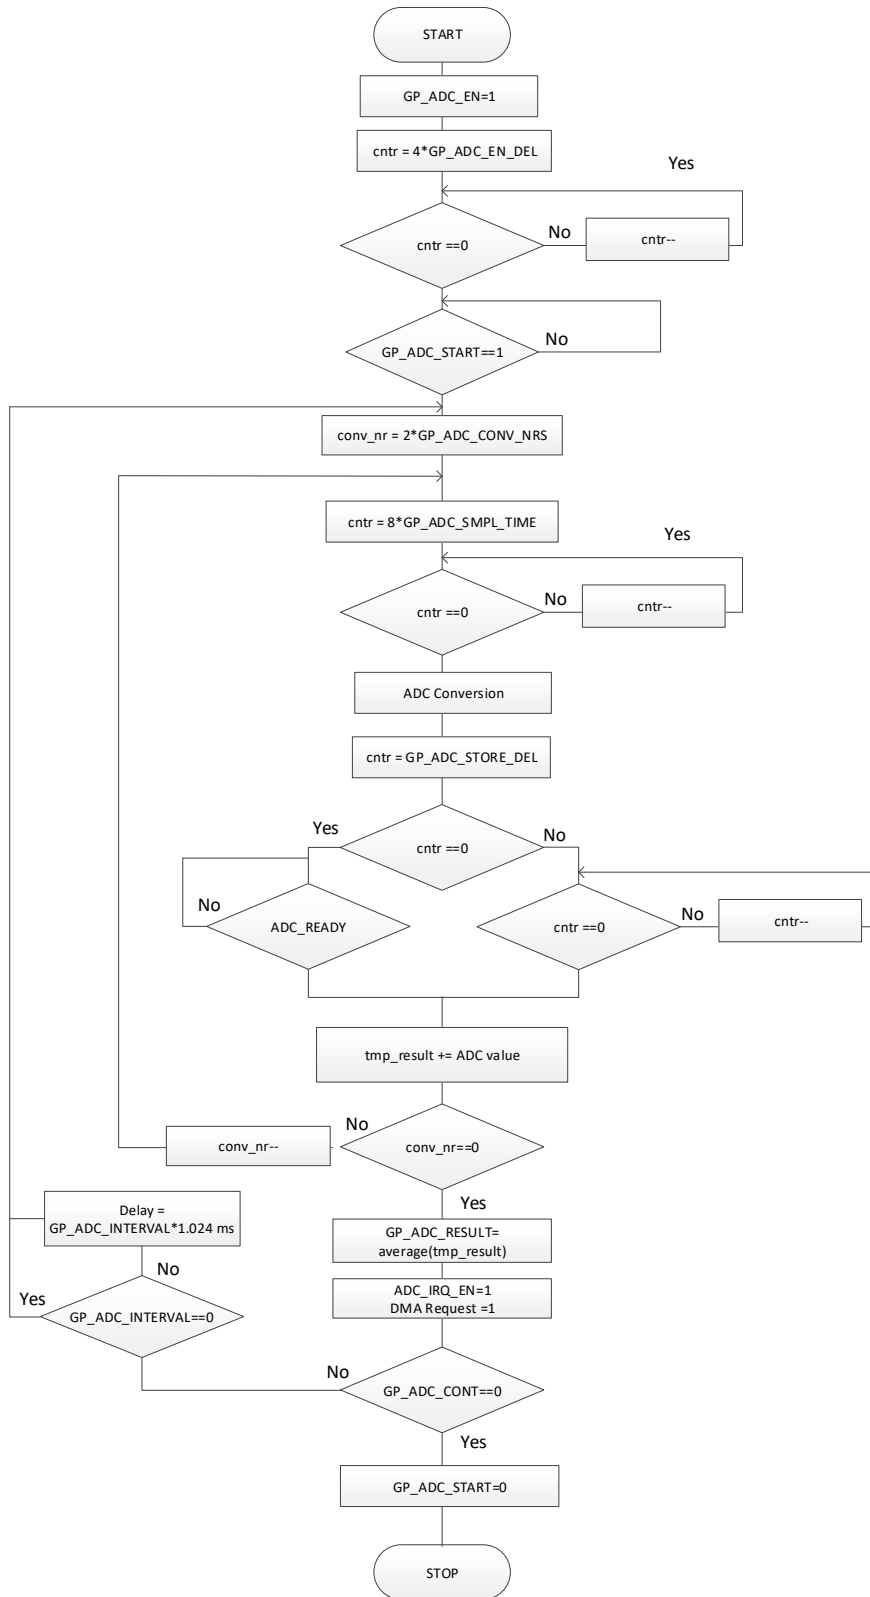 START
GP_ADC_EN=1
cntr = 4*GP_ADC_EN_DEL
Yes
cntr ==0
No
cntr--
GP_ADC_START==1
No
conv_nr = 2*GP_ADC_CONV_NRS
cntr = 8*GP_ADC_SMPL_TIME
Yes
cntr ==0
No
cntr--
ADC Conversion
cntr = GP_ADC_STORE_DEL
Yes
cntr ==0
No
No
ADC_READY
cntr ==0
No
cntr--
tmp_result += ADC value
conv_nr--
No
conv_nr==0
Yes
Delay =
GP_ADC_INTERVAL*1.024 ms
GP_ADC_RESULT=
average(tmp_result)
No
Yes
GP_ADC_INTERVAL==0
ADC_IRQ_EN=1
DMA Request =1
No
GP_ADC_CONT==0
Yes
GP_ADC_START=0
STOP